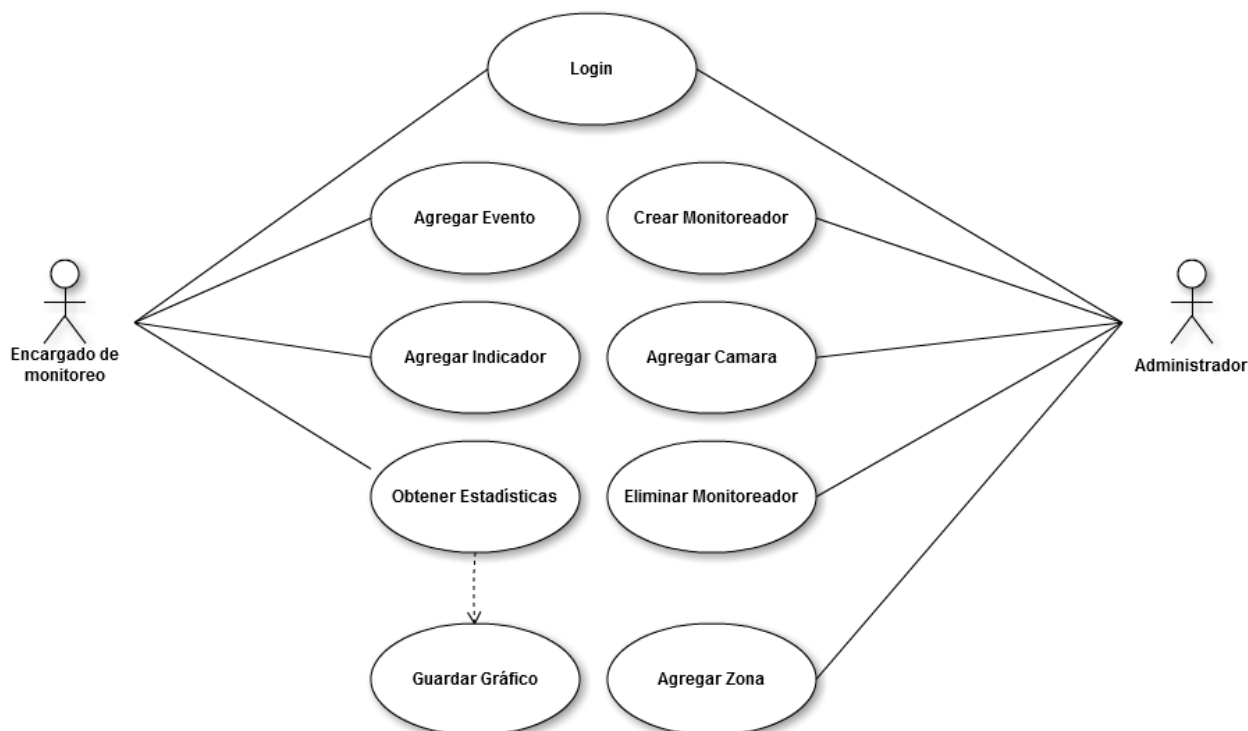 Login
Agregar Evento
Crear Monitoreador
Encargado de
monitoreo
Agregar Indicador
Agregar Camara
Administrador
Obtener Estadísticas
Eliminar Monitoreador
Guardar Gráfico
Agregar Zona